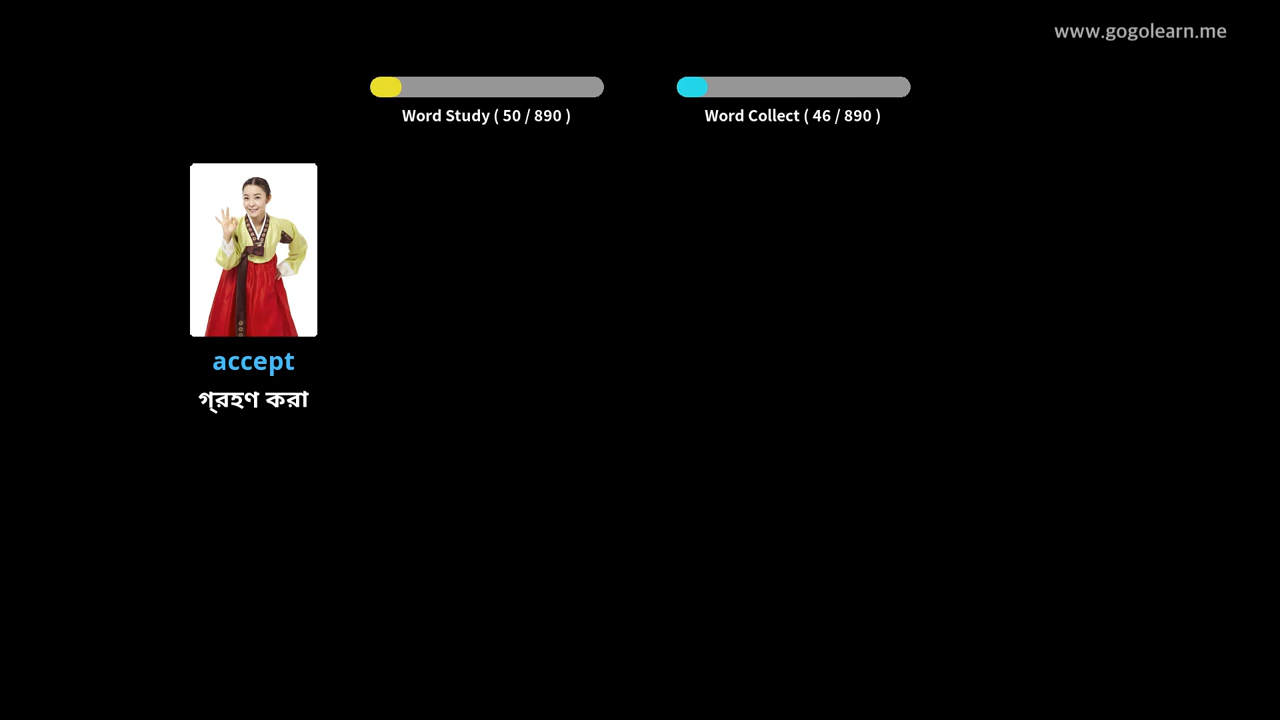 www.gogolearn.me
Word Study ( 50 / 890 )
Word Collect ( 46 / 890 )
accept
গ্রহণ করা